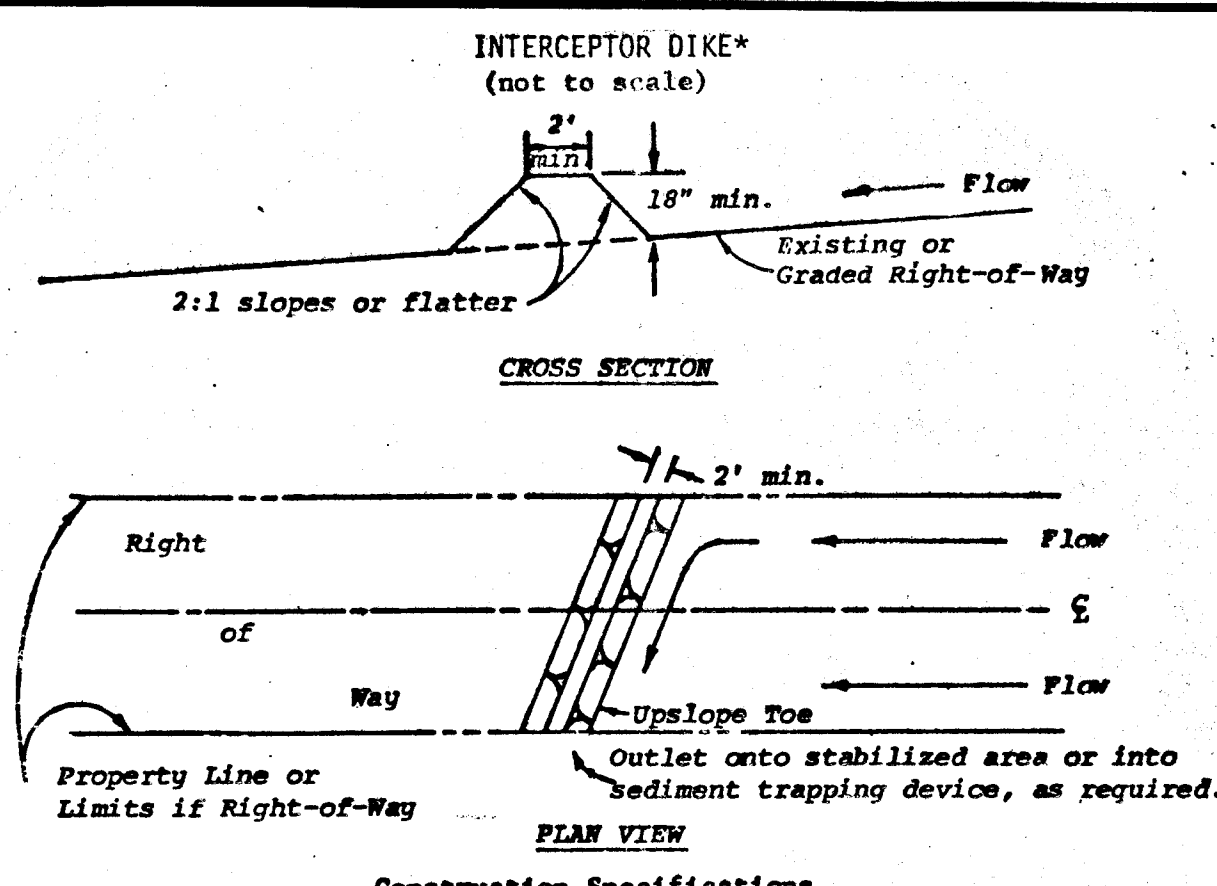 INTERCEPTOR DIKE*
(not to scale)
2'
min
18" min.
Flow
Existing or
Graded Right-of-Way
2:1 slopes or flatter
CROSS SECTION
2' min.
Right
Flow
℄
of
Way
Flow
Upslope Toe
Outlet onto stabilized area or into
sediment trapping device, as required.
Property Line or
Limits if Right-of-Way
PLAN VIEW
Construction Specifications